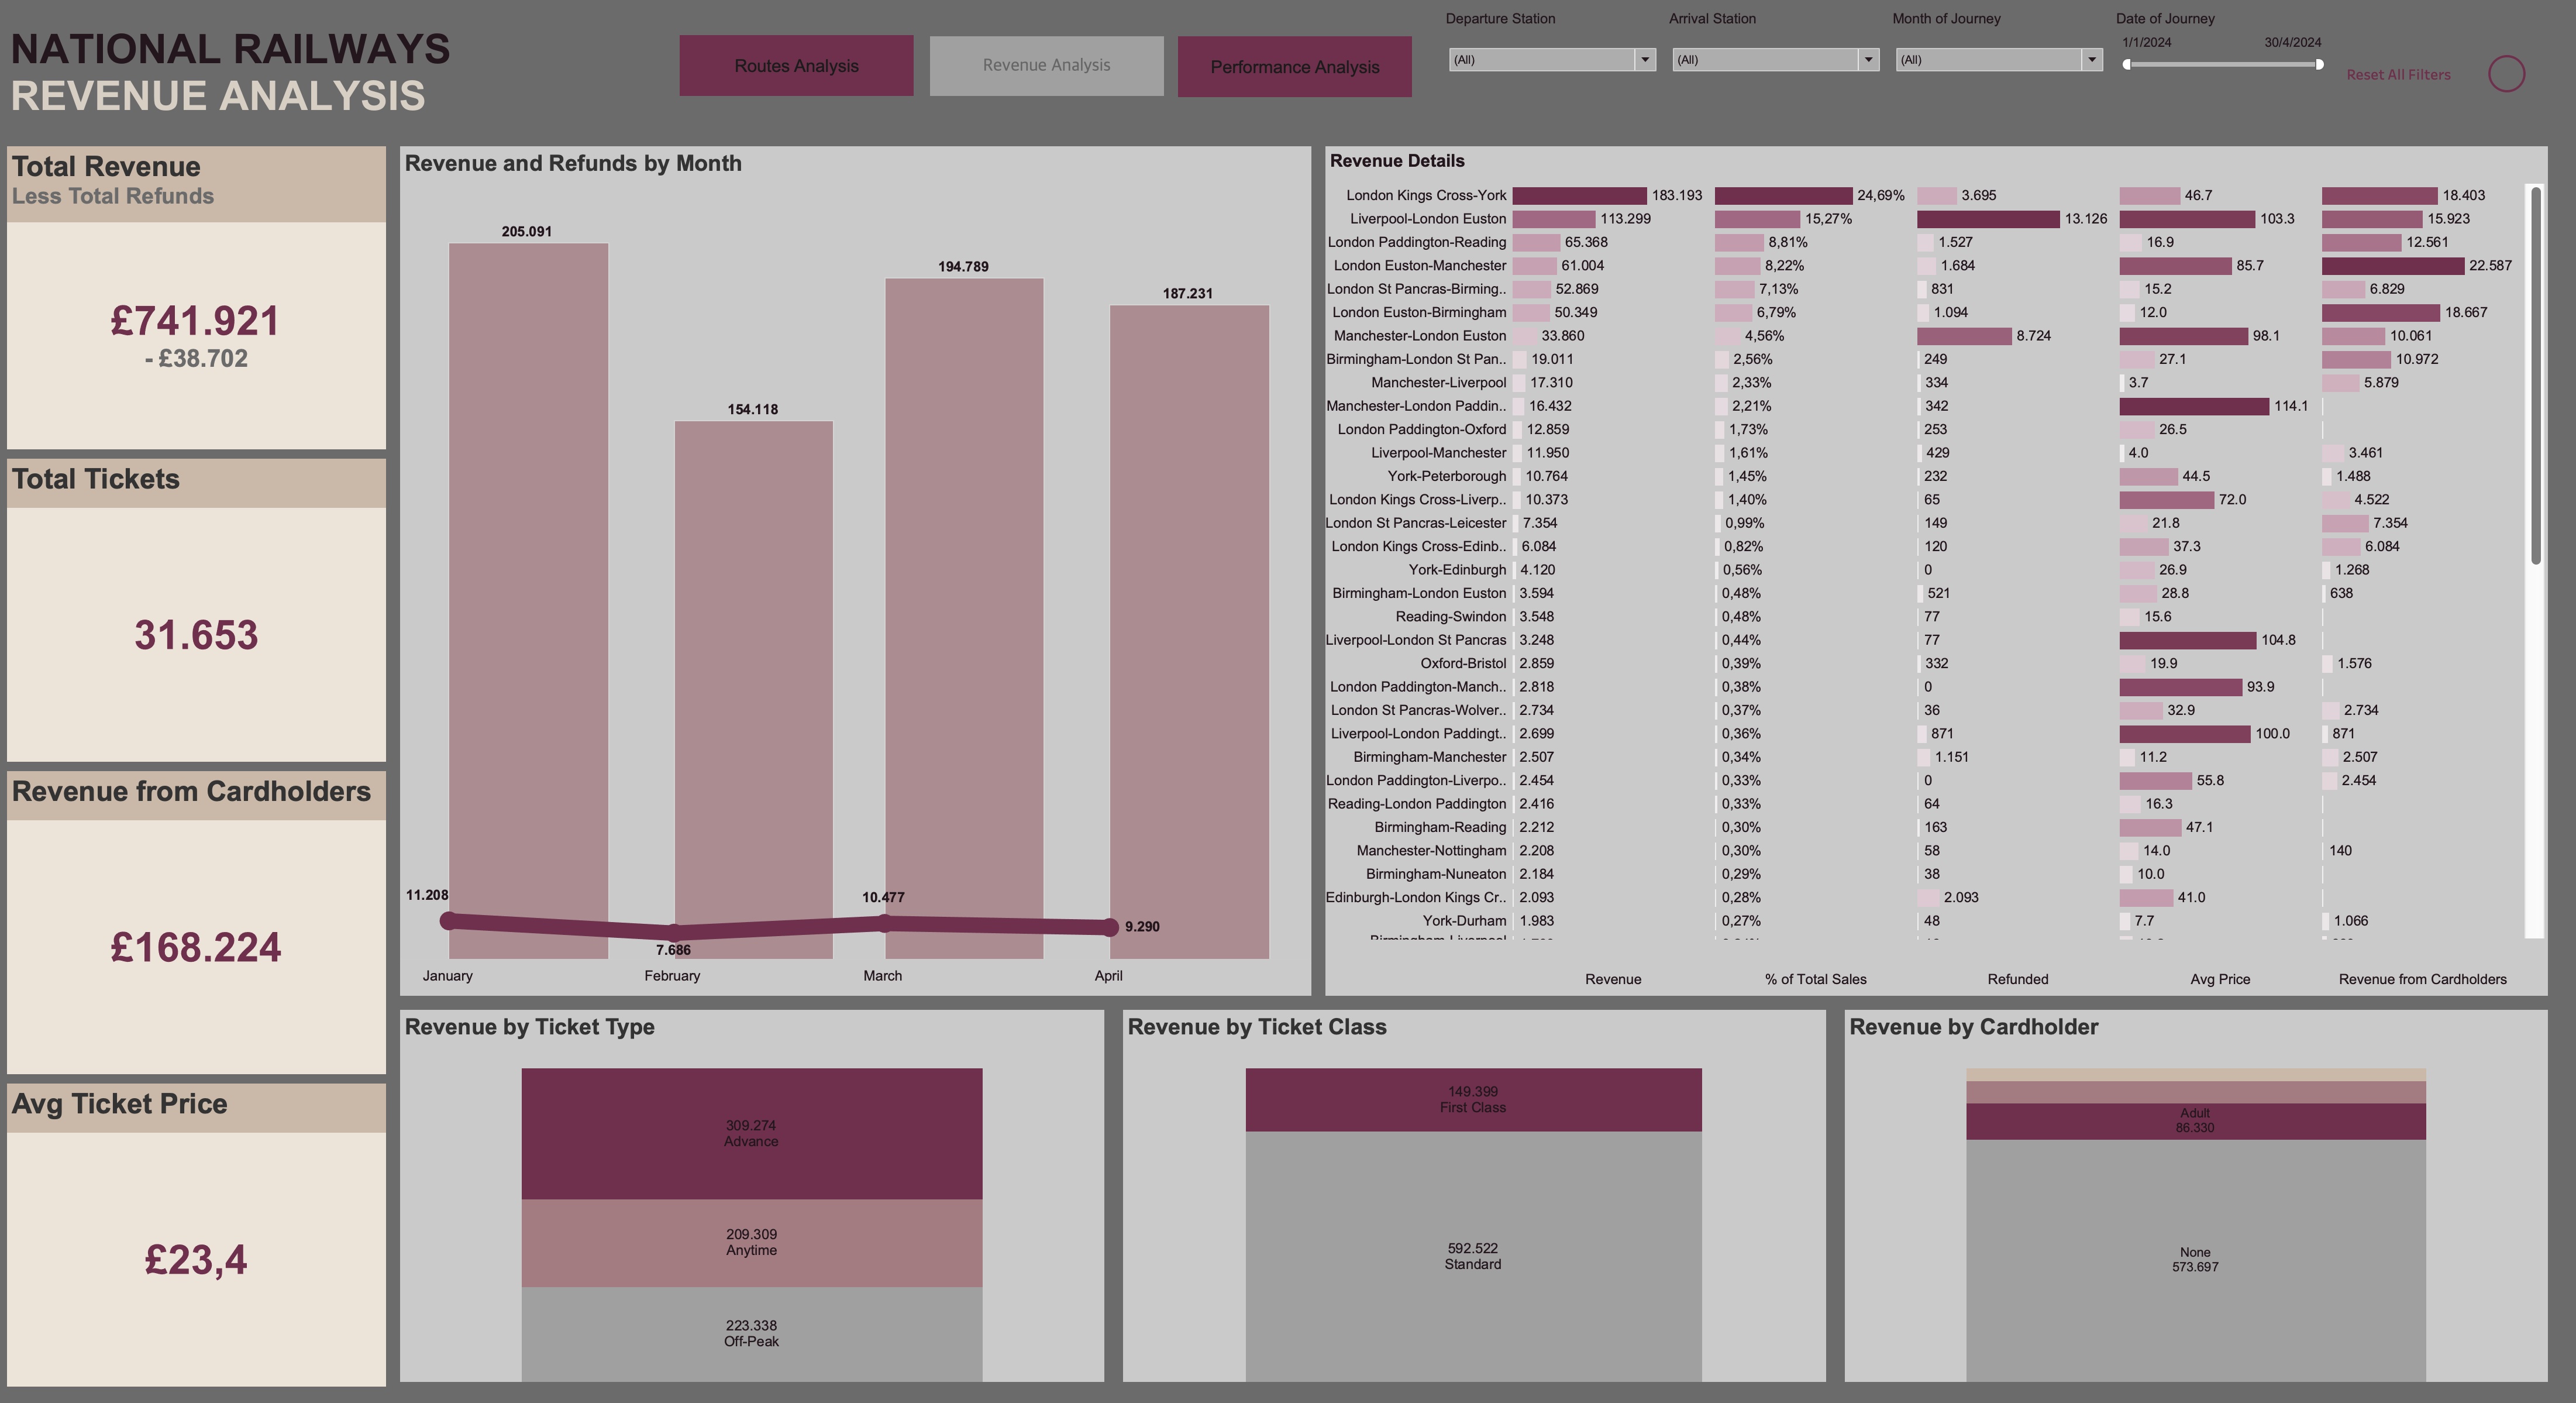 NATIONAL RAILWAYS
REVENUE ANALYSIS
Routes Analysis
Revenue Analysis
Performance Analysis
Departure Station
(All)
Arrival Station
(All)
Month of Journey
(All)
Date of Journey
1/1/2024 30/4/2024
Reset All Filters
Total Revenue
Less Total Refunds
£741.921
- £38.702
Total Tickets
31.653
Revenue from Cardholders
£168.224
Avg Ticket Price
£23,4
Revenue and Refunds by Month
205.091
154.118
194.789
187.231
11.208
7.686
10.477
9.290
January February March April
Revenue Details
London Kings Cross-York 183.193 24,69% 3.695 46.7 18.403
Liverpool-London Euston 113.299 15,27% 13.126 103.3 15.923
London Paddington-Reading 65.368 8,81% 1.527 16.9 12.561
London Euston-Manchester 61.004 8,22% 1.684 85.7 22.587
London St Pancras-Birming.. 52.869 7,13% 831 15.2 6.829
London Euston-Birmingham 50.349 6,79% 1.094 12.0 18.667
Manchester-London Euston 33.860 4,56% 8.724 98.1 10.061
Birmingham-London St Pan.. 19.011 2,56% 249 27.1 10.972
Manchester-Liverpool 17.310 2,33% 334 3.7 5.879
Manchester-London Paddin.. 16.432 2,21% 342 114.1
London Paddington-Oxford 12.859 1,73% 253 26.5
Liverpool-Manchester 11.950 1,61% 429 4.0 3.461
York-Peterborough 10.764 1,45% 232 44.5 1.488
London Kings Cross-Liverp.. 10.373 1,40% 65 72.0 4.522
London St Pancras-Leicester 7.354 0,99% 149 21.8 7.354
London Kings Cross-Edinb.. 6.084 0,82% 120 37.3 6.084
York-Edinburgh 4.120 0,56% 0 26.9 1.268
Birmingham-London Euston 3.594 0,48% 521 28.8 638
Reading-Swindon 3.548 0,48% 77 15.6
Liverpool-London St Pancras 3.248 0,44% 77 104.8
Oxford-Bristol 2.859 0,39% 332 19.9 1.576
London Paddington-Manch.. 2.818 0,38% 0 93.9
London St Pancras-Wolver.. 2.734 0,37% 36 32.9 2.734
Liverpool-London Paddingt.. 2.699 0,36% 871 100.0 871
Birmingham-Manchester 2.507 0,34% 1.151 11.2 2.507
London Paddington-Liverpo.. 2.454 0,33% 0 55.8 2.454
Reading-London Paddington 2.416 0,33% 64 16.3
Birmingham-Reading 2.212 0,30% 163 47.1
Manchester-Nottingham 2.208 0,30% 58 14.0 140
Birmingham-Nuneaton 2.184 0,29% 38 10.0
Edinburgh-London Kings Cr.. 2.093 0,28% 2.093 41.0
York-Durham 1.983 0,27% 48 7.7 1.066
Revenue % of Total Sales Refunded Avg Price Revenue from Cardholders
Revenue by Ticket Type
309.274
Advance
209.309
Anytime
223.338
Off-Peak
Revenue by Ticket Class
149.399
First Class
592.522
Standard
Revenue by Cardholder
Adult
86.330
None
573.697